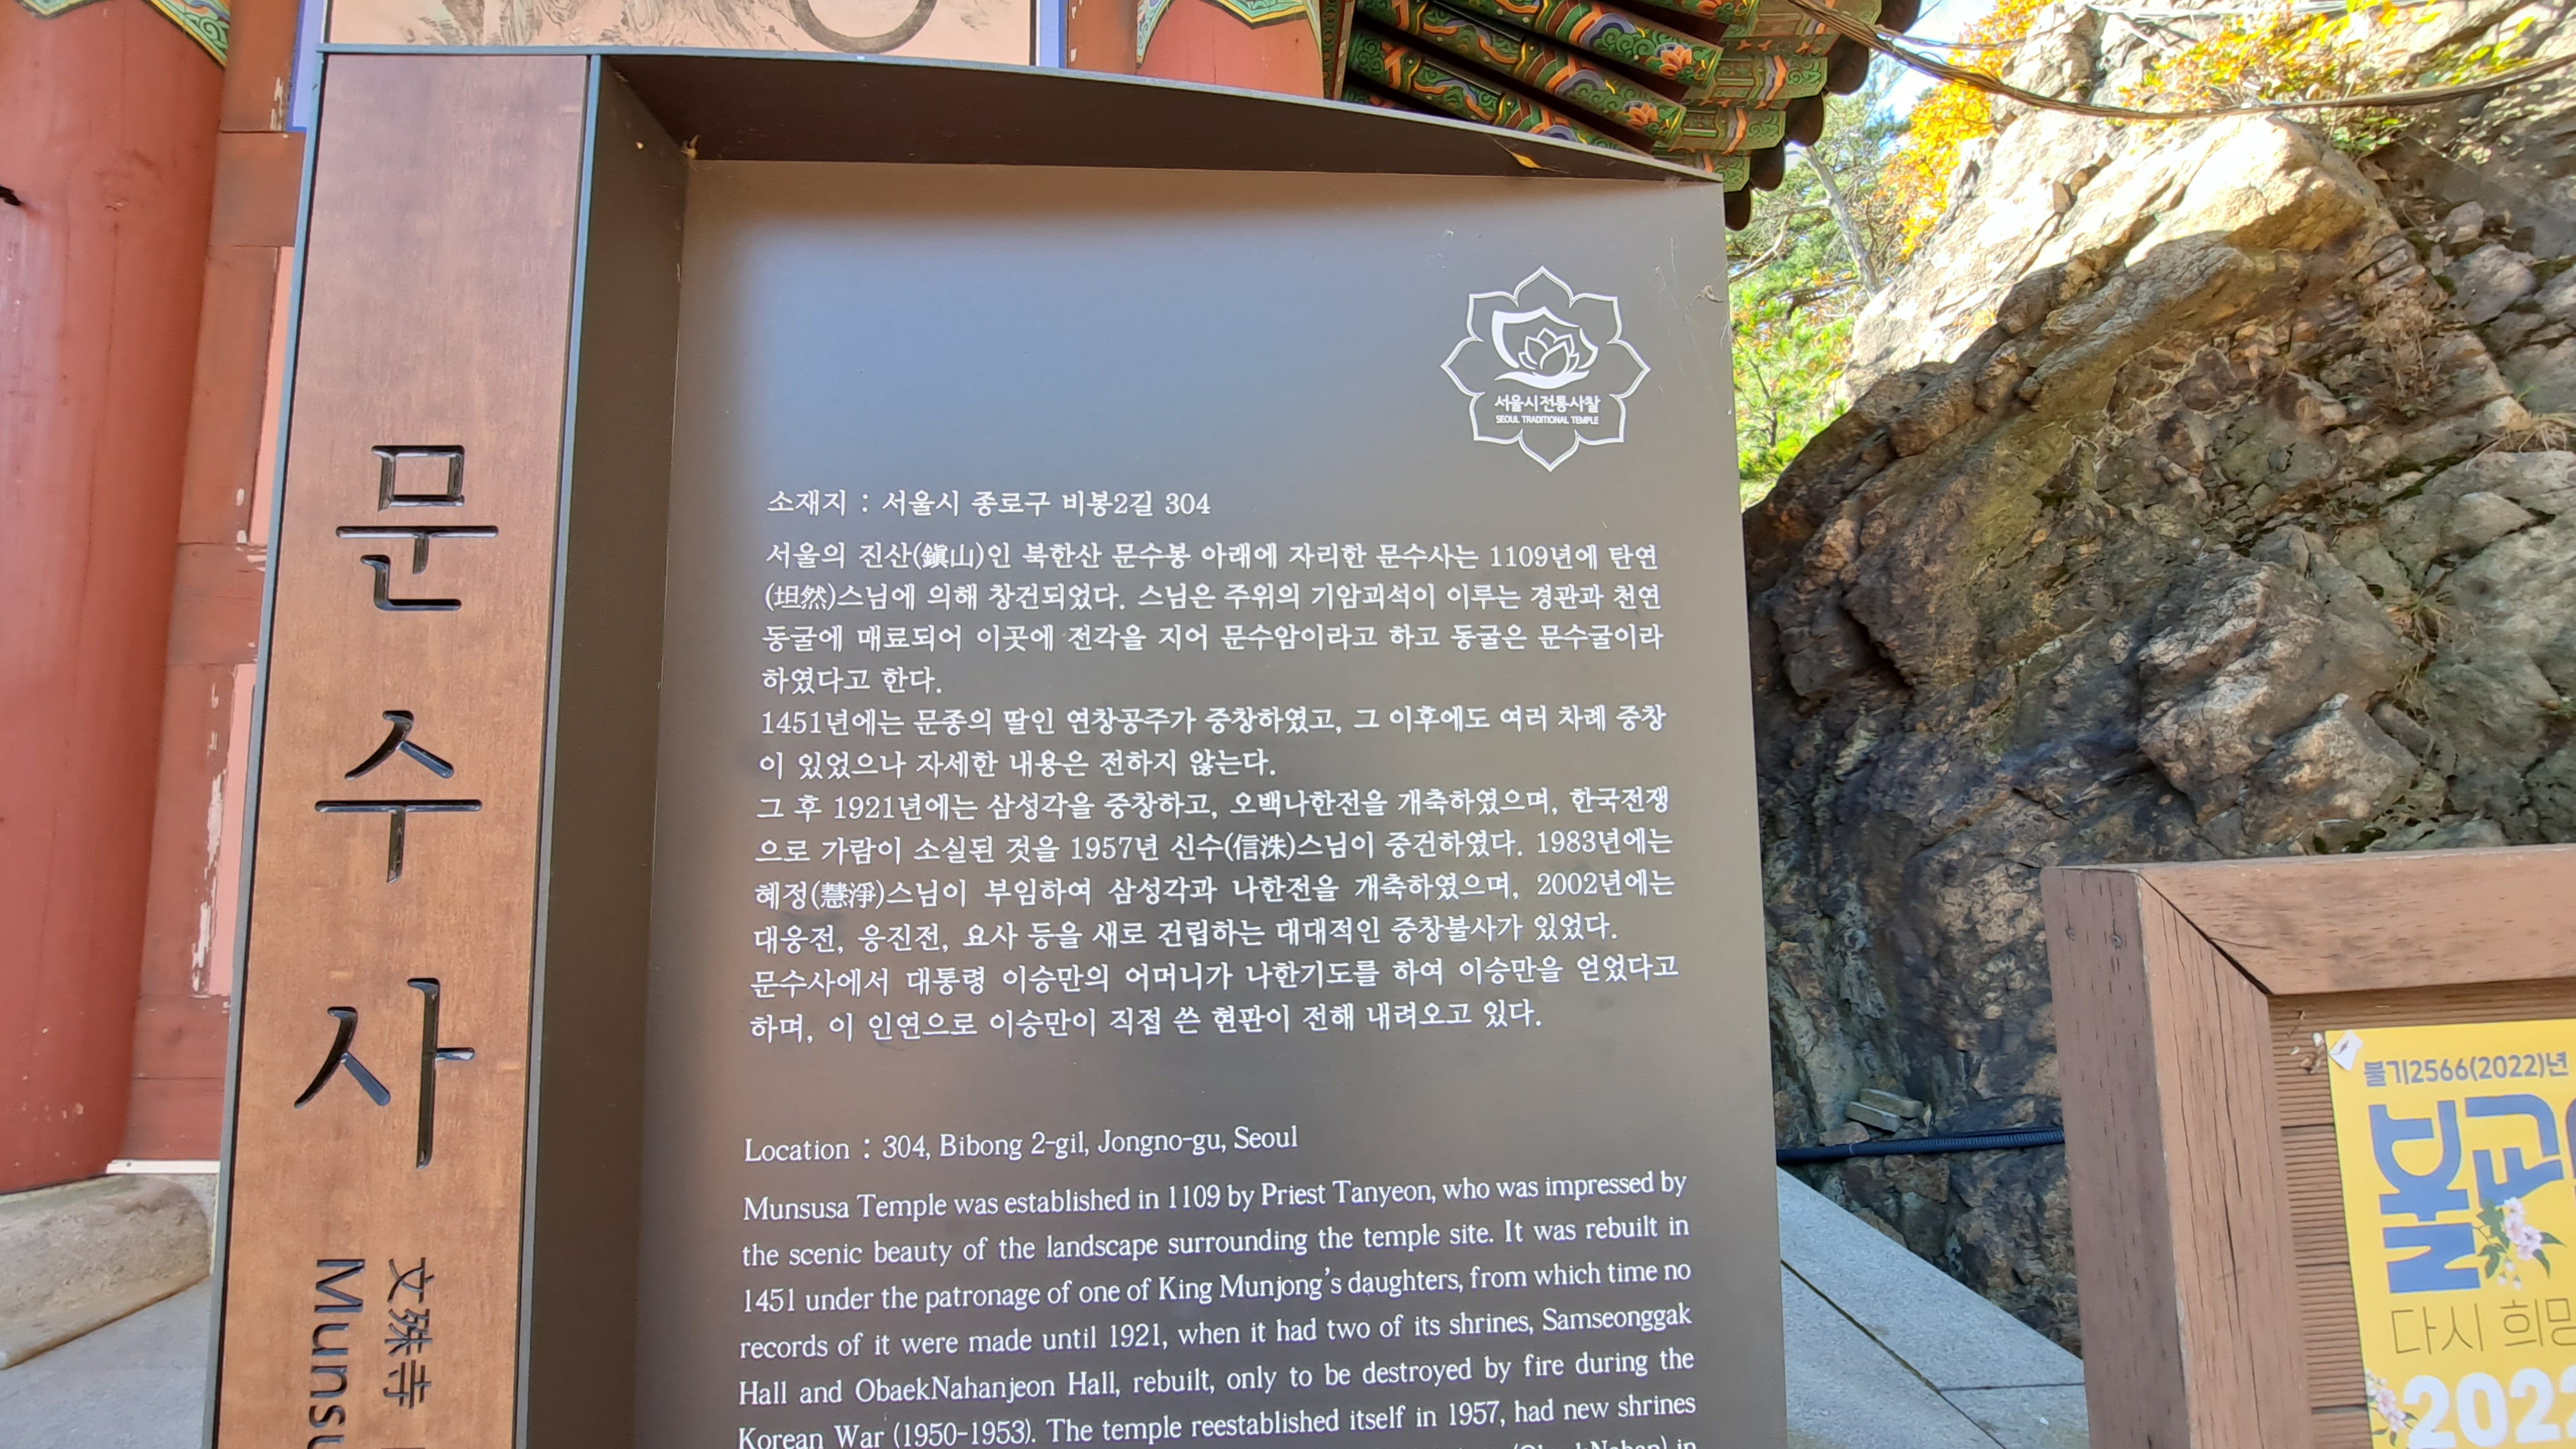 문수사
文殊寺
Munsu
서울시전통사찰
SEOUL TRADITIONAL TEMPLE
소재지 : 서울시 종로구 비봉2길 304
서울의 진산(鎭山)인 북한산 문수봉 아래에 자리한 문수사는 1109년에 탄연
(坦然)스님에 의해 창건되었다. 스님은 주위의 기암괴석이 이루는 경관과 천연
동굴에 매료되어 이곳에 전각을 지어 문수암이라고 하고 동굴은 문수굴이라
하였다고 한다.
1451년에는 문종의 딸인 연창공주가 중창하였고, 그 이후에도 여러 차례 중창
이 있었으나 자세한 내용은 전하지 않는다.
그 후 1921년에는 삼성각을 중창하고, 오백나한전을 개축하였으며, 한국전쟁
으로 가람이 소실된 것을 1957년 신수(信洙)스님이 중건하였다. 1983년에는
혜정(慧淨)스님이 부임하여 삼성각과 나한전을 개축하였으며, 2002년에는
대웅전, 응진전, 요사 등을 새로 건립하는 대대적인 중창불사가 있었다.
문수사에서 대통령 이승만의 어머니가 나한기도를 하여 이승만을 얻었다고
하며, 이 인연으로 이승만이 직접 쓴 현판이 전해 내려오고 있다.
Location : 304, Bibong 2-gil, Jongno-gu, Seoul
Munsusa Temple was established in 1109 by Priest Tanyeon, who was impressed by
the scenic beauty of the landscape surrounding the temple site. It was rebuilt in
1451 under the patronage of one of King Munjong's daughters, from which time no
records of it were made until 1921, when it had two of its shrines, Samseonggak
Hall and ObaekNahanjeon Hall, rebuilt, only to be destroyed by fire during the
Korean War (1950-1953). The temple reestablished itself in 1957, had new shrines
불기2566(2022)년
다시 희망
2022